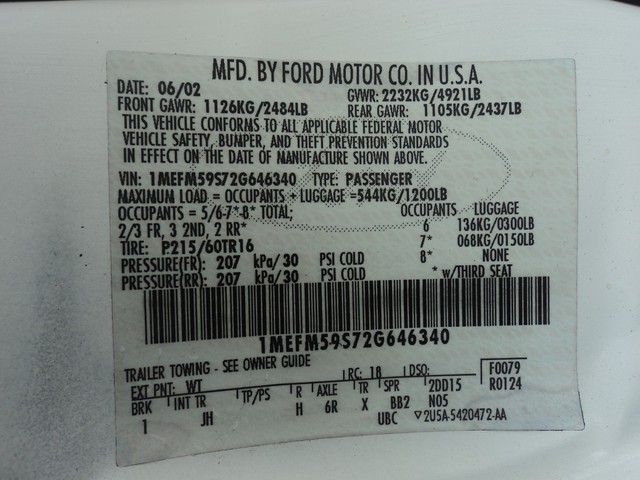 MFD. BY FORD MOTOR CO. IN U.S.A.
DATE: 06/02 GVWR: 2232KG/4921LB
FRONT GAWR: 1126KG/2484LB REAR GAWR: 1105KG/2437LB
THIS VEHICLE CONFORMS TO ALL APPLICABLE FEDERAL MOTOR
VEHICLE SAFETY, BUMPER, AND THEFT PREVENTION STANDARDS
IN EFFECT ON THE DATE OF MANUFACTURE SHOWN ABOVE.
VIN: 1MEFM59S72G646340 TYPE: PASSENGER
MAXIMUM LOAD = OCCUPANTS + LUGGAGE = 544KG/1200LB
OCCUPANTS = 5/6-7*-8* TOTAL; OCCUPANTS LUGGAGE
2/3 FR, 3 2ND, 2 RR* 6 136KG/0300LB
TIRE: P215/60TR16 7* 068KG/0150LB
PRESSURE(FR): 207 kPa/30 PSI COLD 8* NONE
PRESSURE(RR): 207 kPa/30 PSI COLD * w/THIRD SEAT
1MEFM59S72G646340
TRAILER TOWING - SEE OWNER GUIDE
EXT PNT: WT RC: 18 DSO: F0079
BRK INT TR TP/PS R AXLE TR SPR 2DD15 R0124
1 JH H 6R X BB2 N05
UBC ▽2U5A-5420472-AA